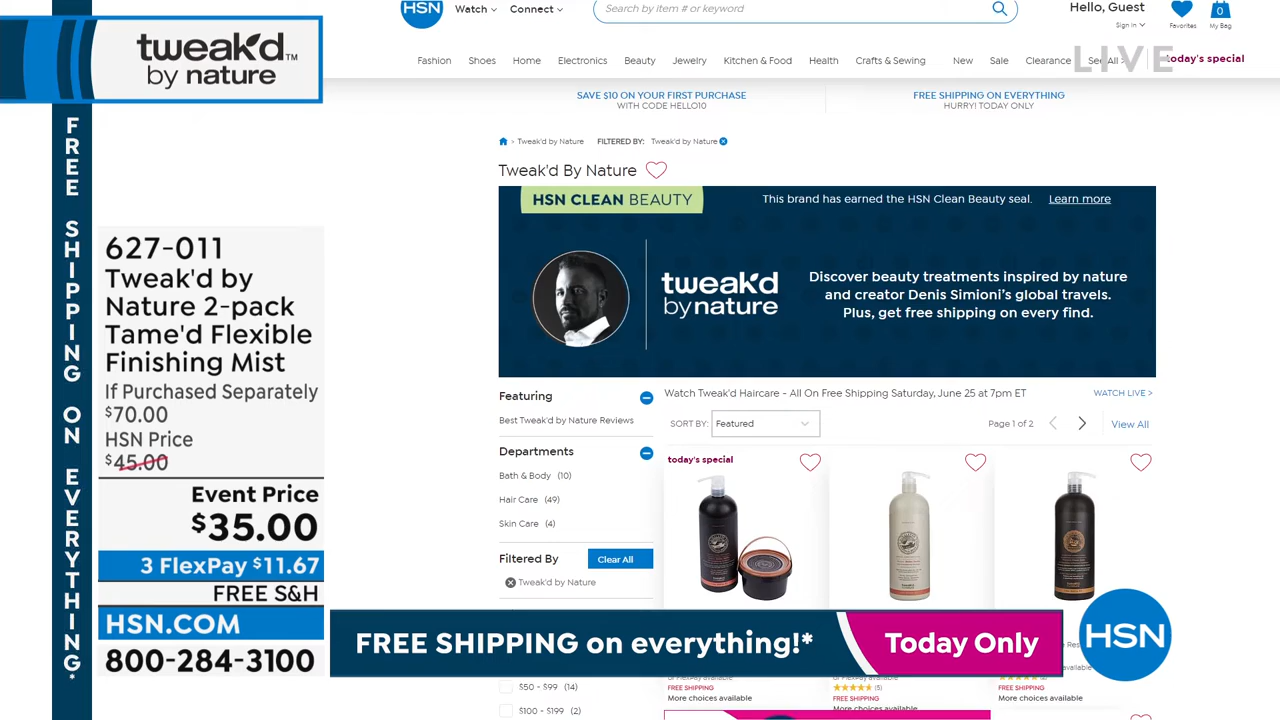 tweak'd™
by nature
FREE SHIPPING ON EVERYTHING*
627-011
Tweak'd by
Nature 2-pack
Tame'd Flexible
Finishing Mist
If Purchased Separately
$70.00
HSN Price
$45.00
Event Price
$35.00
3 FlexPay $11.67
FREE S&H
HSN.COM
800-284-3100
HSN
Watch
Connect
Search by item # or keyword
Hello, Guest
Sign In
Favorites
0
My Bag
Fashion Shoes Home Electronics Beauty Jewelry Kitchen & Food Health Crafts & Sewing New Sale Clearance See All >
LIVE
today's special
SAVE $10 ON YOUR FIRST PURCHASE
WITH CODE HELLO10
FREE SHIPPING ON EVERYTHING
HURRY! TODAY ONLY
> Tweak'd by Nature FILTERED BY: Tweak'd by Nature
Tweak'd By Nature
HSN CLEAN BEAUTY
This brand has earned the HSN Clean Beauty seal. Learn more
tweak'd
by nature
Discover beauty treatments inspired by nature
and creator Denis Simioni's global travels.
Plus, get free shipping on every find.
Featuring
Best Tweak'd by Nature Reviews
Departments
Bath & Body (10)
Hair Care (49)
Skin Care (4)
Filtered By
Clear All
Tweak'd by Nature
Watch Tweak'd Haircare - All On Free Shipping Saturday, June 25 at 7pm ET
WATCH LIVE >
SORT BY: Featured
Page 1 of 2
View All
today's special
FREE SHIPPING on everything!*
Today Only
HSN
$50 - $99 (14)
$100 - $199 (2)
FREE SHIPPING
More choices available
(5)
FREE SHIPPING
More choices available
FREE SHIPPING
More choices available